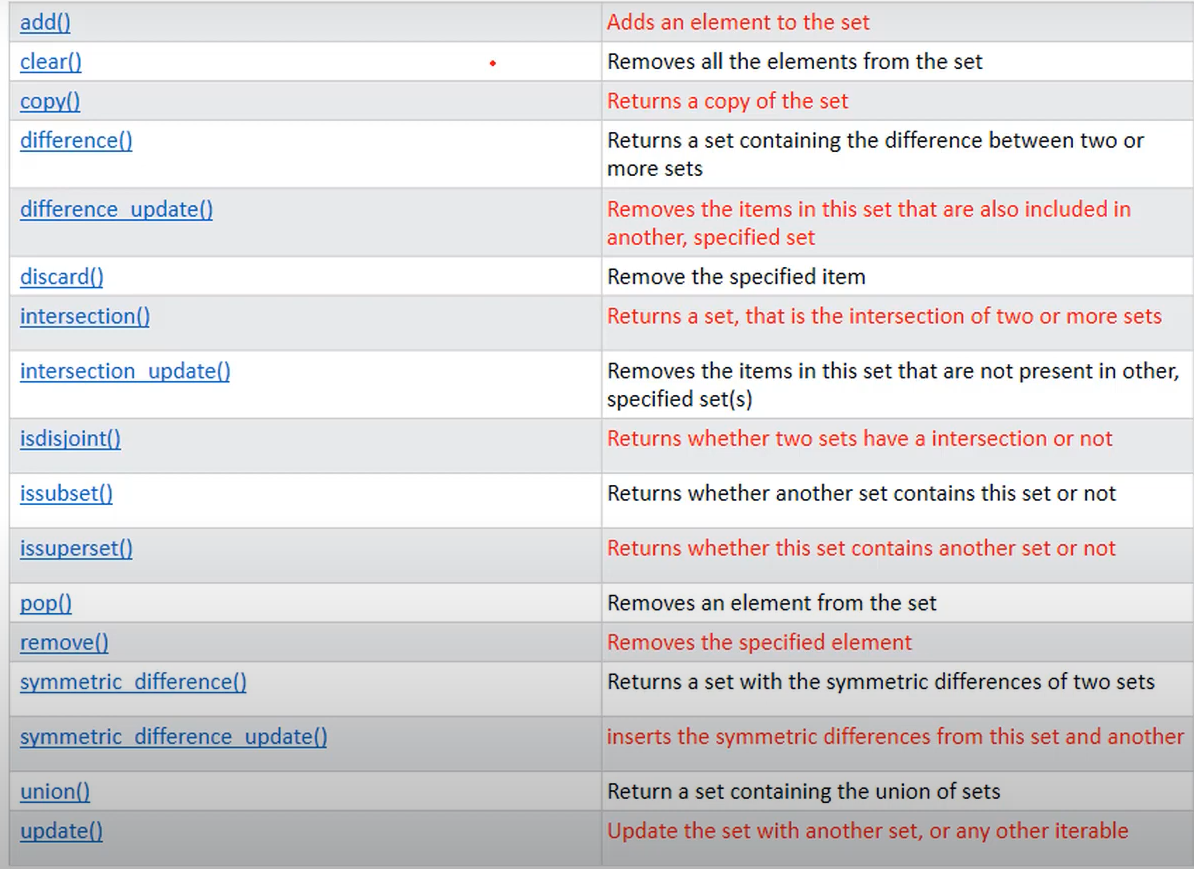 add() Adds an element to the set
clear() Removes all the elements from the set
copy() Returns a copy of the set
difference() Returns a set containing the difference between two or
more sets
difference_update() Removes the items in this set that are also included in
another, specified set
discard() Remove the specified item
intersection() Returns a set, that is the intersection of two or more sets
intersection_update() Removes the items in this set that are not present in other,
specified set(s)
isdisjoint() Returns whether two sets have a intersection or not
issubset() Returns whether another set contains this set or not
issuperset() Returns whether this set contains another set or not
pop() Removes an element from the set
remove() Removes the specified element
symmetric_difference() Returns a set with the symmetric differences of two sets
symmetric_difference_update() inserts the symmetric differences from this set and another
union() Return a set containing the union of sets
update() Update the set with another set, or any other iterable